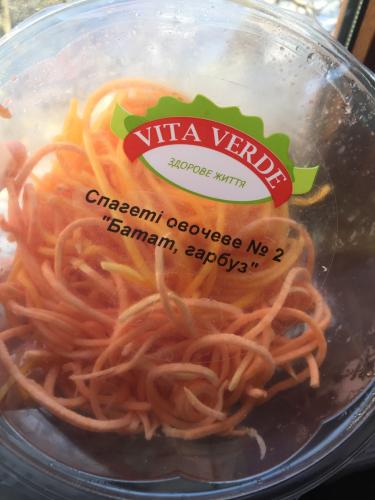 VITA VERDE
ЗДОРОВЕ ЖИТТЯ
Спагеті овочеве № 2
"Батат, гарбуз"